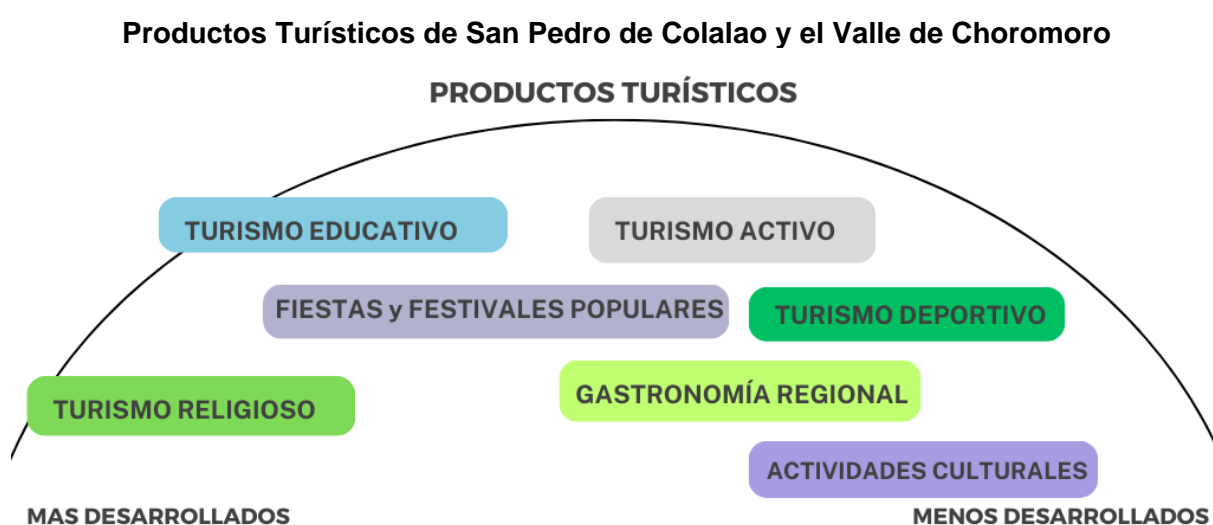 Productos Turísticos de San Pedro de Colalao y el Valle de Choromoro
PRODUCTOS TURÍSTICOS
TURISMO EDUCATIVO
TURISMO ACTIVO
FIESTAS y FESTIVALES POPULARES
TURISMO DEPORTIVO
GASTRONOMÍA REGIONAL
TURISMO RELIGIOSO
ACTIVIDADES CULTURALES
MAS DESARROLLADOS
MENOS DESARROLLADOS